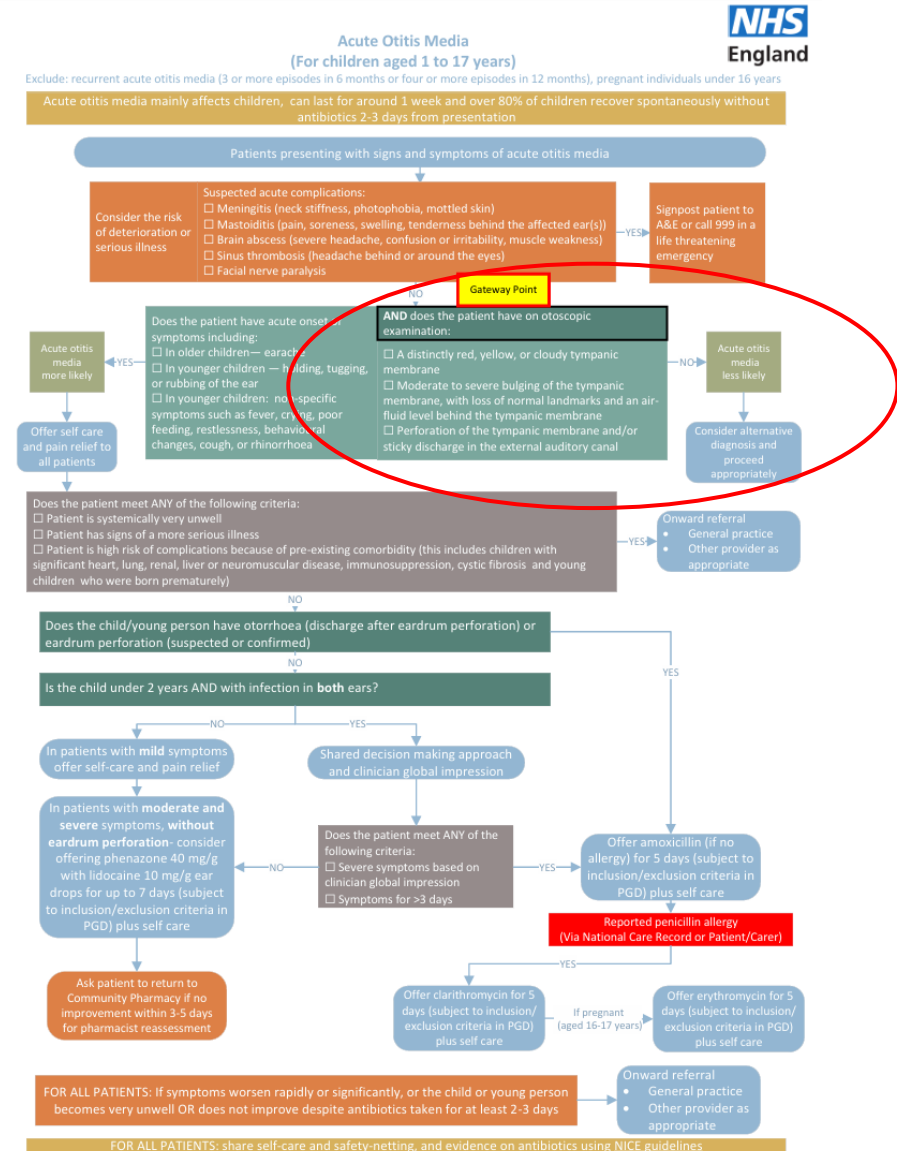 NHS
England
Acute Otitis Media
(For children aged 1 to 17 years)
Exclude: recurrent acute otitis media (3 or more episodes in 6 months or four or more episodes in 12 months), pregnant individuals under 16 years
Acute otitis media mainly affects children, can last for around 1 week and over 80% of children recover spontaneously without
antibiotics 2-3 days from presentation
Patients presenting with signs and symptoms of acute otitis media
Consider the risk
of deterioration or
serious illness
Suspected acute complications:
☐ Meningitis (neck stiffness, photophobia, mottled skin)
☐ Mastoiditis (pain, soreness, swelling, tenderness behind the affected ear(s))
☐ Brain abscess (severe headache, confusion or irritability, muscle weakness)
☐ Sinus thrombosis (headache behind or around the eyes)
☐ Facial nerve paralysis
YES
Signpost patient to
A&E or call 999 in a
life threatening
emergency
NO
Gateway Point
Does the patient have acute onset of
symptoms including:
☐ In older children— earache
☐ In younger children — holding, tugging,
or rubbing of the ear
☐ In younger children: non-specific
symptoms such as fever, crying, poor
feeding, restlessness, behavioural
changes, cough, or rhinorrhoea
AND does the patient have on otoscopic
examination:
☐ A distinctly red, yellow, or cloudy tympanic
membrane
☐ Moderate to severe bulging of the tympanic
membrane, with loss of normal landmarks and an air-
fluid level behind the tympanic membrane
☐ Perforation of the tympanic membrane and/or
sticky discharge in the external auditory canal
YES
Acute otitis
media
more likely
NO
Acute otitis
media
less likely
Offer self care
and pain relief to
all patients
Consider alternative
diagnosis and
proceed
appropriately
Does the patient meet ANY of the following criteria:
☐ Patient is systemically very unwell
☐ Patient has signs of a more serious illness
☐ Patient is high risk of complications because of pre-existing comorbidity (this includes children with
significant heart, lung, renal, liver or neuromuscular disease, immunosuppression, cystic fibrosis and young
children who were born prematurely)
YES
Onward referral
• General practice
• Other provider as
appropriate
NO
Does the child/young person have otorrhoea (discharge after eardrum perforation) or
eardrum perforation (suspected or confirmed)
NO
YES
Is the child under 2 years AND with infection in both ears?
NO
YES
In patients with mild symptoms
offer self-care and pain relief
Shared decision making approach
and clinician global impression
In patients with moderate and
severe symptoms, without
eardrum perforation- consider
offering phenazone 40 mg/g
with lidocaine 10 mg/g ear
drops for up to 7 days (subject
to inclusion/exclusion criteria in
PGD) plus self care
NO
Does the patient meet ANY of the
following criteria:
☐ Severe symptoms based on
clinician global impression
☐ Symptoms for >3 days
YES
Offer amoxicillin (if no
allergy) for 5 days (subject to
inclusion/exclusion criteria in
PGD) plus self care
Reported penicillin allergy
(Via National Care Record or Patient/Carer)
YES
Ask patient to return to
Community Pharmacy if no
improvement within 3-5 days
for pharmacist reassessment
Offer clarithromycin for 5
days (subject to inclusion/
exclusion criteria in PGD)
plus self care
If pregnant
(aged 16-17 years)
Offer erythromycin for 5
days (subject to inclusion/
exclusion criteria in PGD)
plus self care
FOR ALL PATIENTS: If symptoms worsen rapidly or significantly, or the child or young person
becomes very unwell OR does not improve despite antibiotics taken for at least 2-3 days
Onward referral
• General practice
• Other provider as
appropriate
FOR ALL PATIENTS: share self-care and safety-netting, and evidence on antibiotics using NICE guidelines